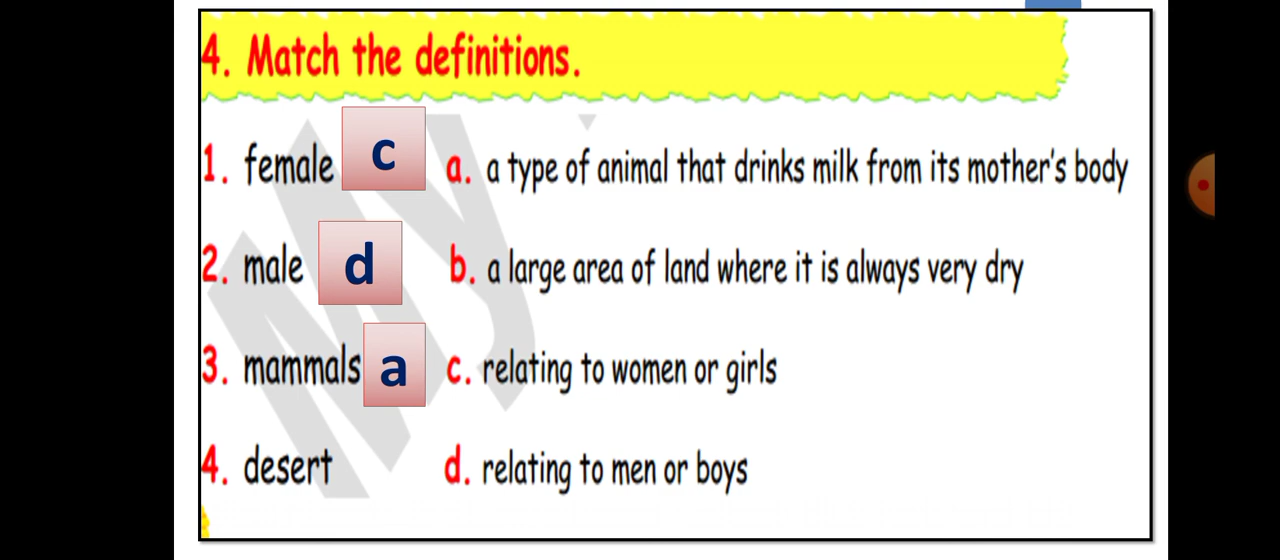 4. Match the definitions.
1. female c a. a type of animal that drinks milk from its mother's body
2. male d b. a large area of land where it is always very dry
3. mammals a c. relating to women or girls
4. desert d. relating to men or boys
My